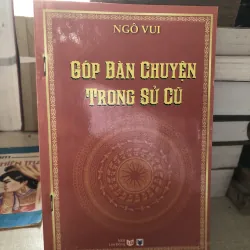 NGÔ VUI
GÓP BÀN CHUYỆN
TRONG SỬ CŨ